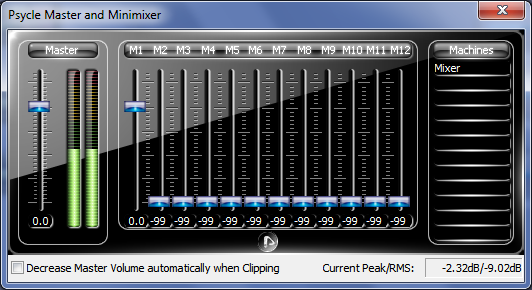 Psycle Master and Minimixer
Master
M1 M2 M3 M4 M5 M6 M7 M8 M9 M10 M11 M12
Machines
Mixer
0.0
0.0 -99 -99 -99 -99 -99 -99 -99 -99 -99 -99 -99
Decrease Master Volume automatically when Clipping
Current Peak/RMS: -2.32dB/-9.02dB